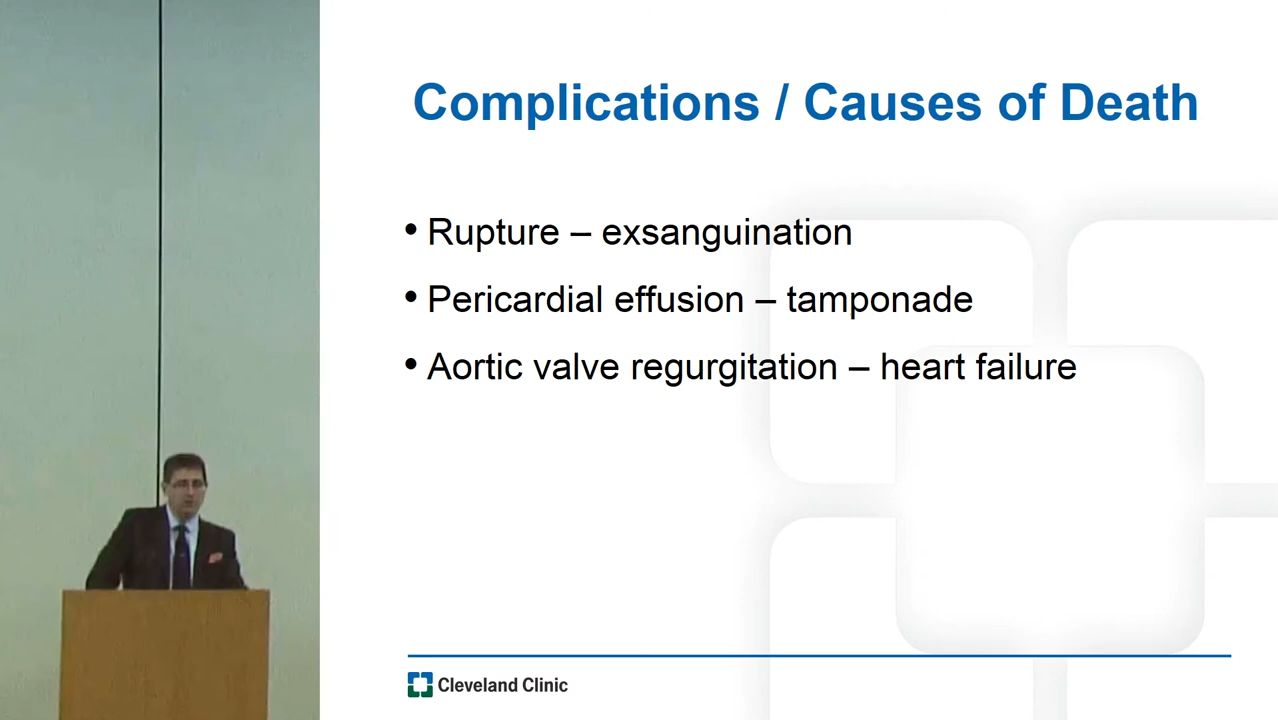 Complications / Causes of Death
• Rupture – exsanguination
• Pericardial effusion – tamponade
• Aortic valve regurgitation – heart failure
Cleveland Clinic